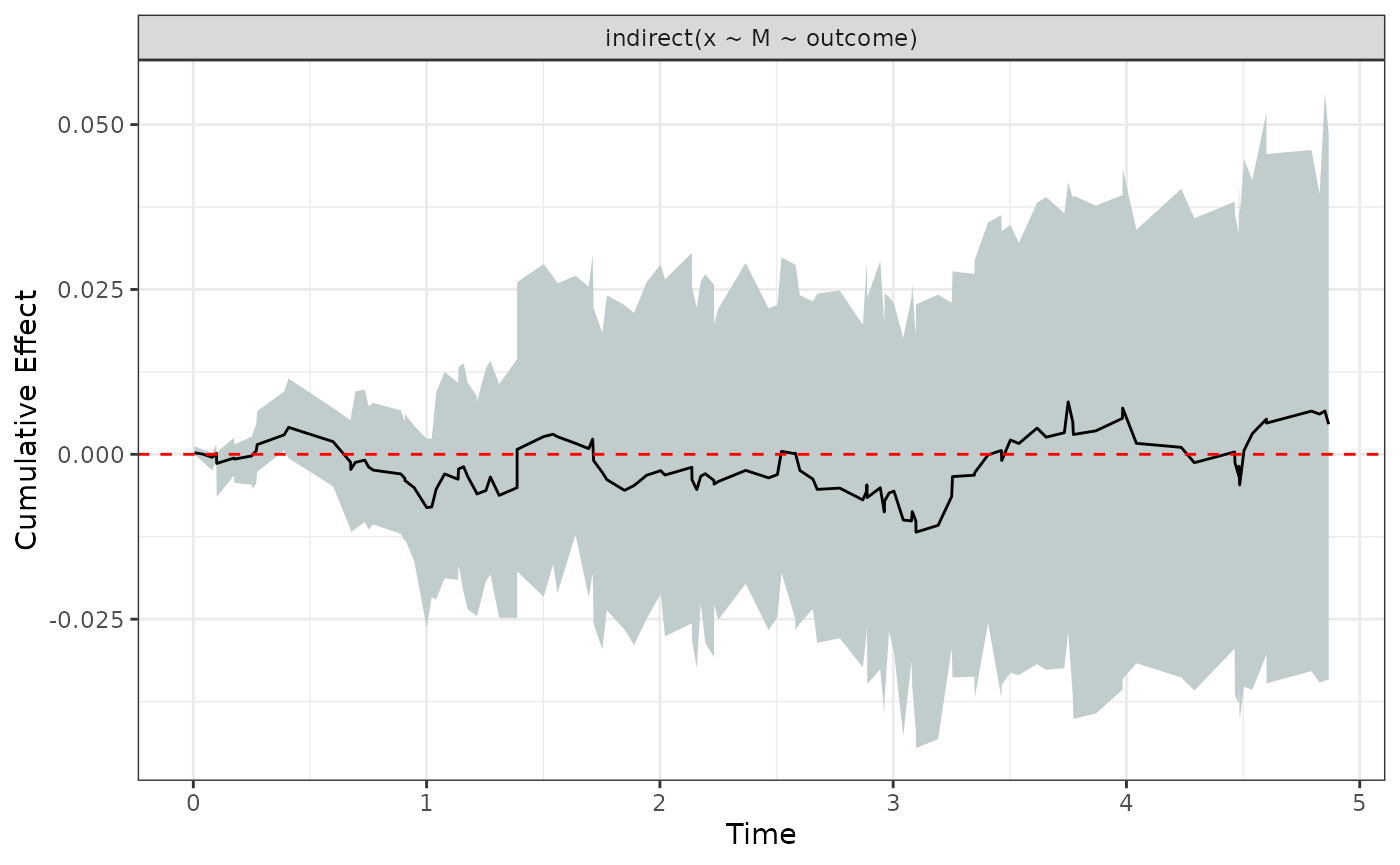 indirect(x ~ M ~ outcome)
Cumulative Effect
0.050
0.025
0.000
-0.025
0 1 2 3 4 5
Time